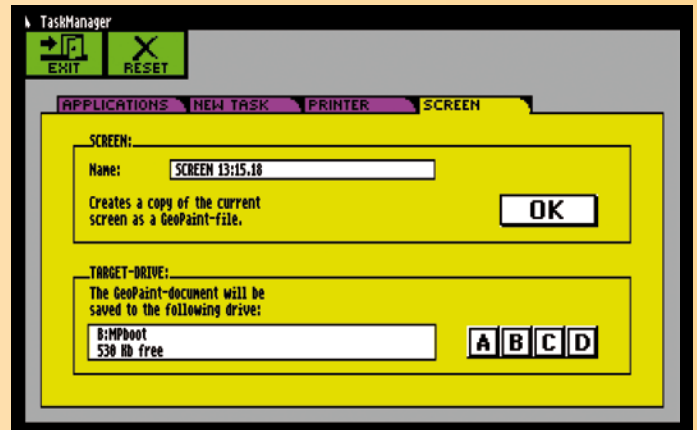 TaskManager
EXIT
RESET
APPLICATIONS
NEW TASK
PRINTER
SCREEN
SCREEN:
Name:
SCREEN 13:15.18
Creates a copy of the current
screen as a GeoPaint-file.
OK
TARGET-DRIVE:
The GeoPaint-document will be
saved to the following drive:
B:MPboot
530 Kb free
A B C D